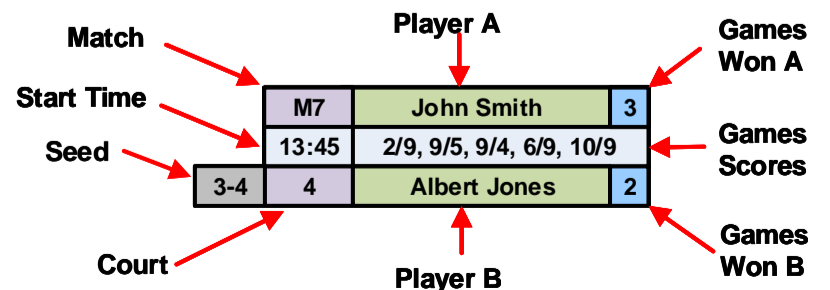 Player A
Games
Won A
Match
M7 John Smith 3
Start Time
13:45 2/9, 9/5, 9/4, 6/9, 10/9
Games
Scores
Seed
3-4 4 Albert Jones 2
Court
Player B
Games
Won B